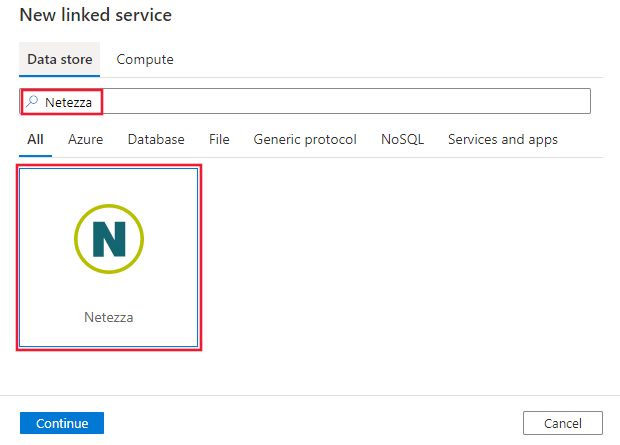 New linked service
Data store Compute
Netezza
All Azure Database File Generic protocol NoSQL Services and apps
N
Netezza
Continue Cancel